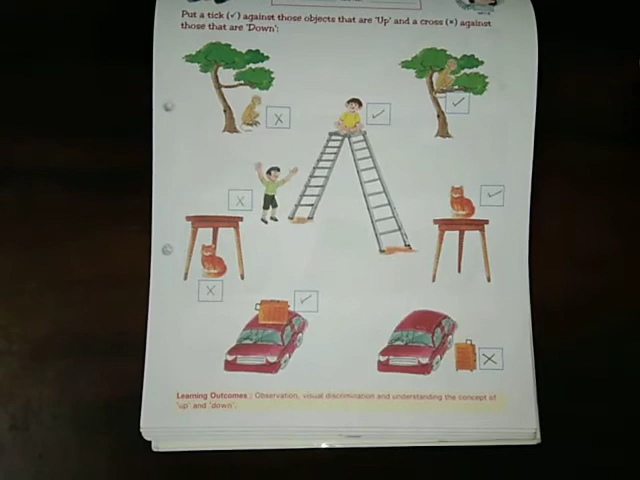 Put a tick (✓) against those objects that are 'Up' and a cross (×) against
those that are 'Down':
X
✓
✓
X
✓
X
✓
X
Learning Outcomes : Observation, visual discrimination and understanding the concept of
'up' and 'down'.